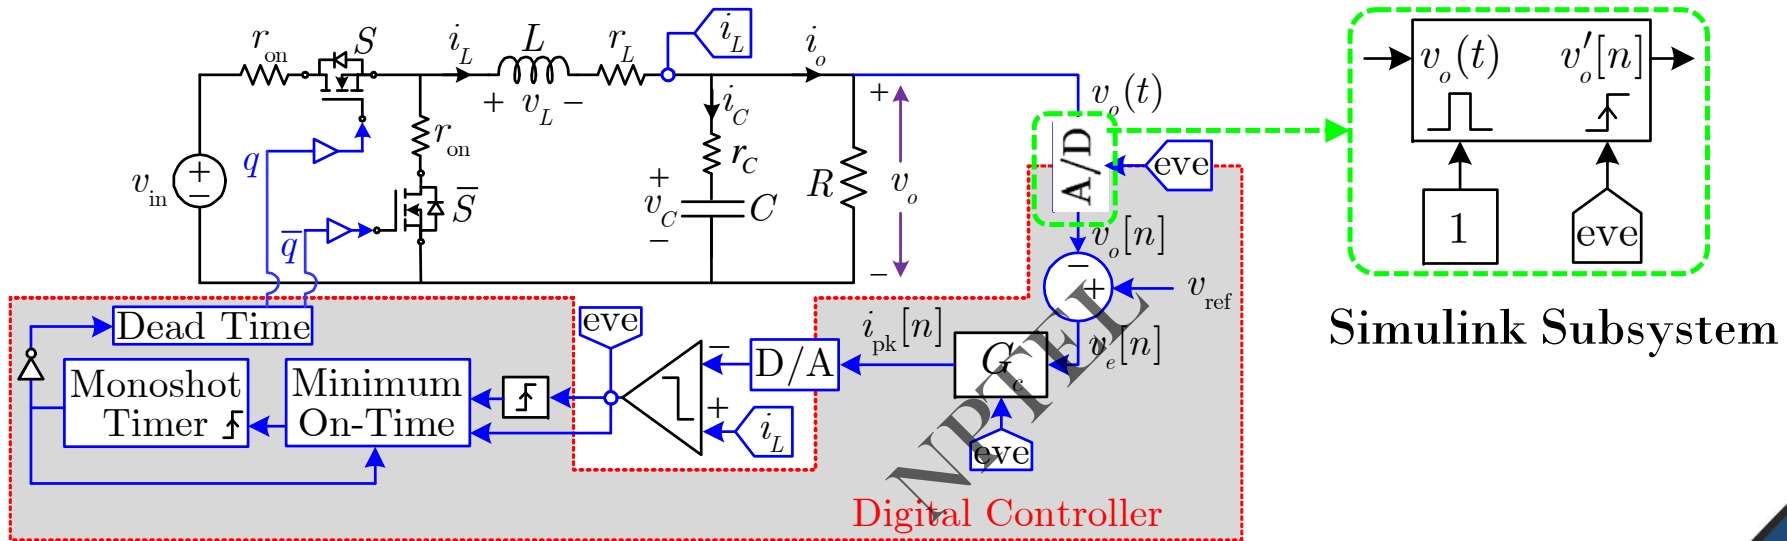 r_on
S
i_L
L
r_L
i_L
i_o
+ v_L −
i_C
+
v_o(t)
v_o(t)
v'_o[n]
q
r_on
r_C
A/D
eve
v_in
+
−
S̅
+
v_C
−
C
R
v_o
1
eve
q̅
−
v_o[n]
−
+
v_ref
Simulink Subsystem
Dead Time
eve
i_pk[n]
v_e[n]
−
D/A
G_c
Monoshot
Timer
Minimum
On-Time
+
i_L
eve
NPTEL
Digital Controller